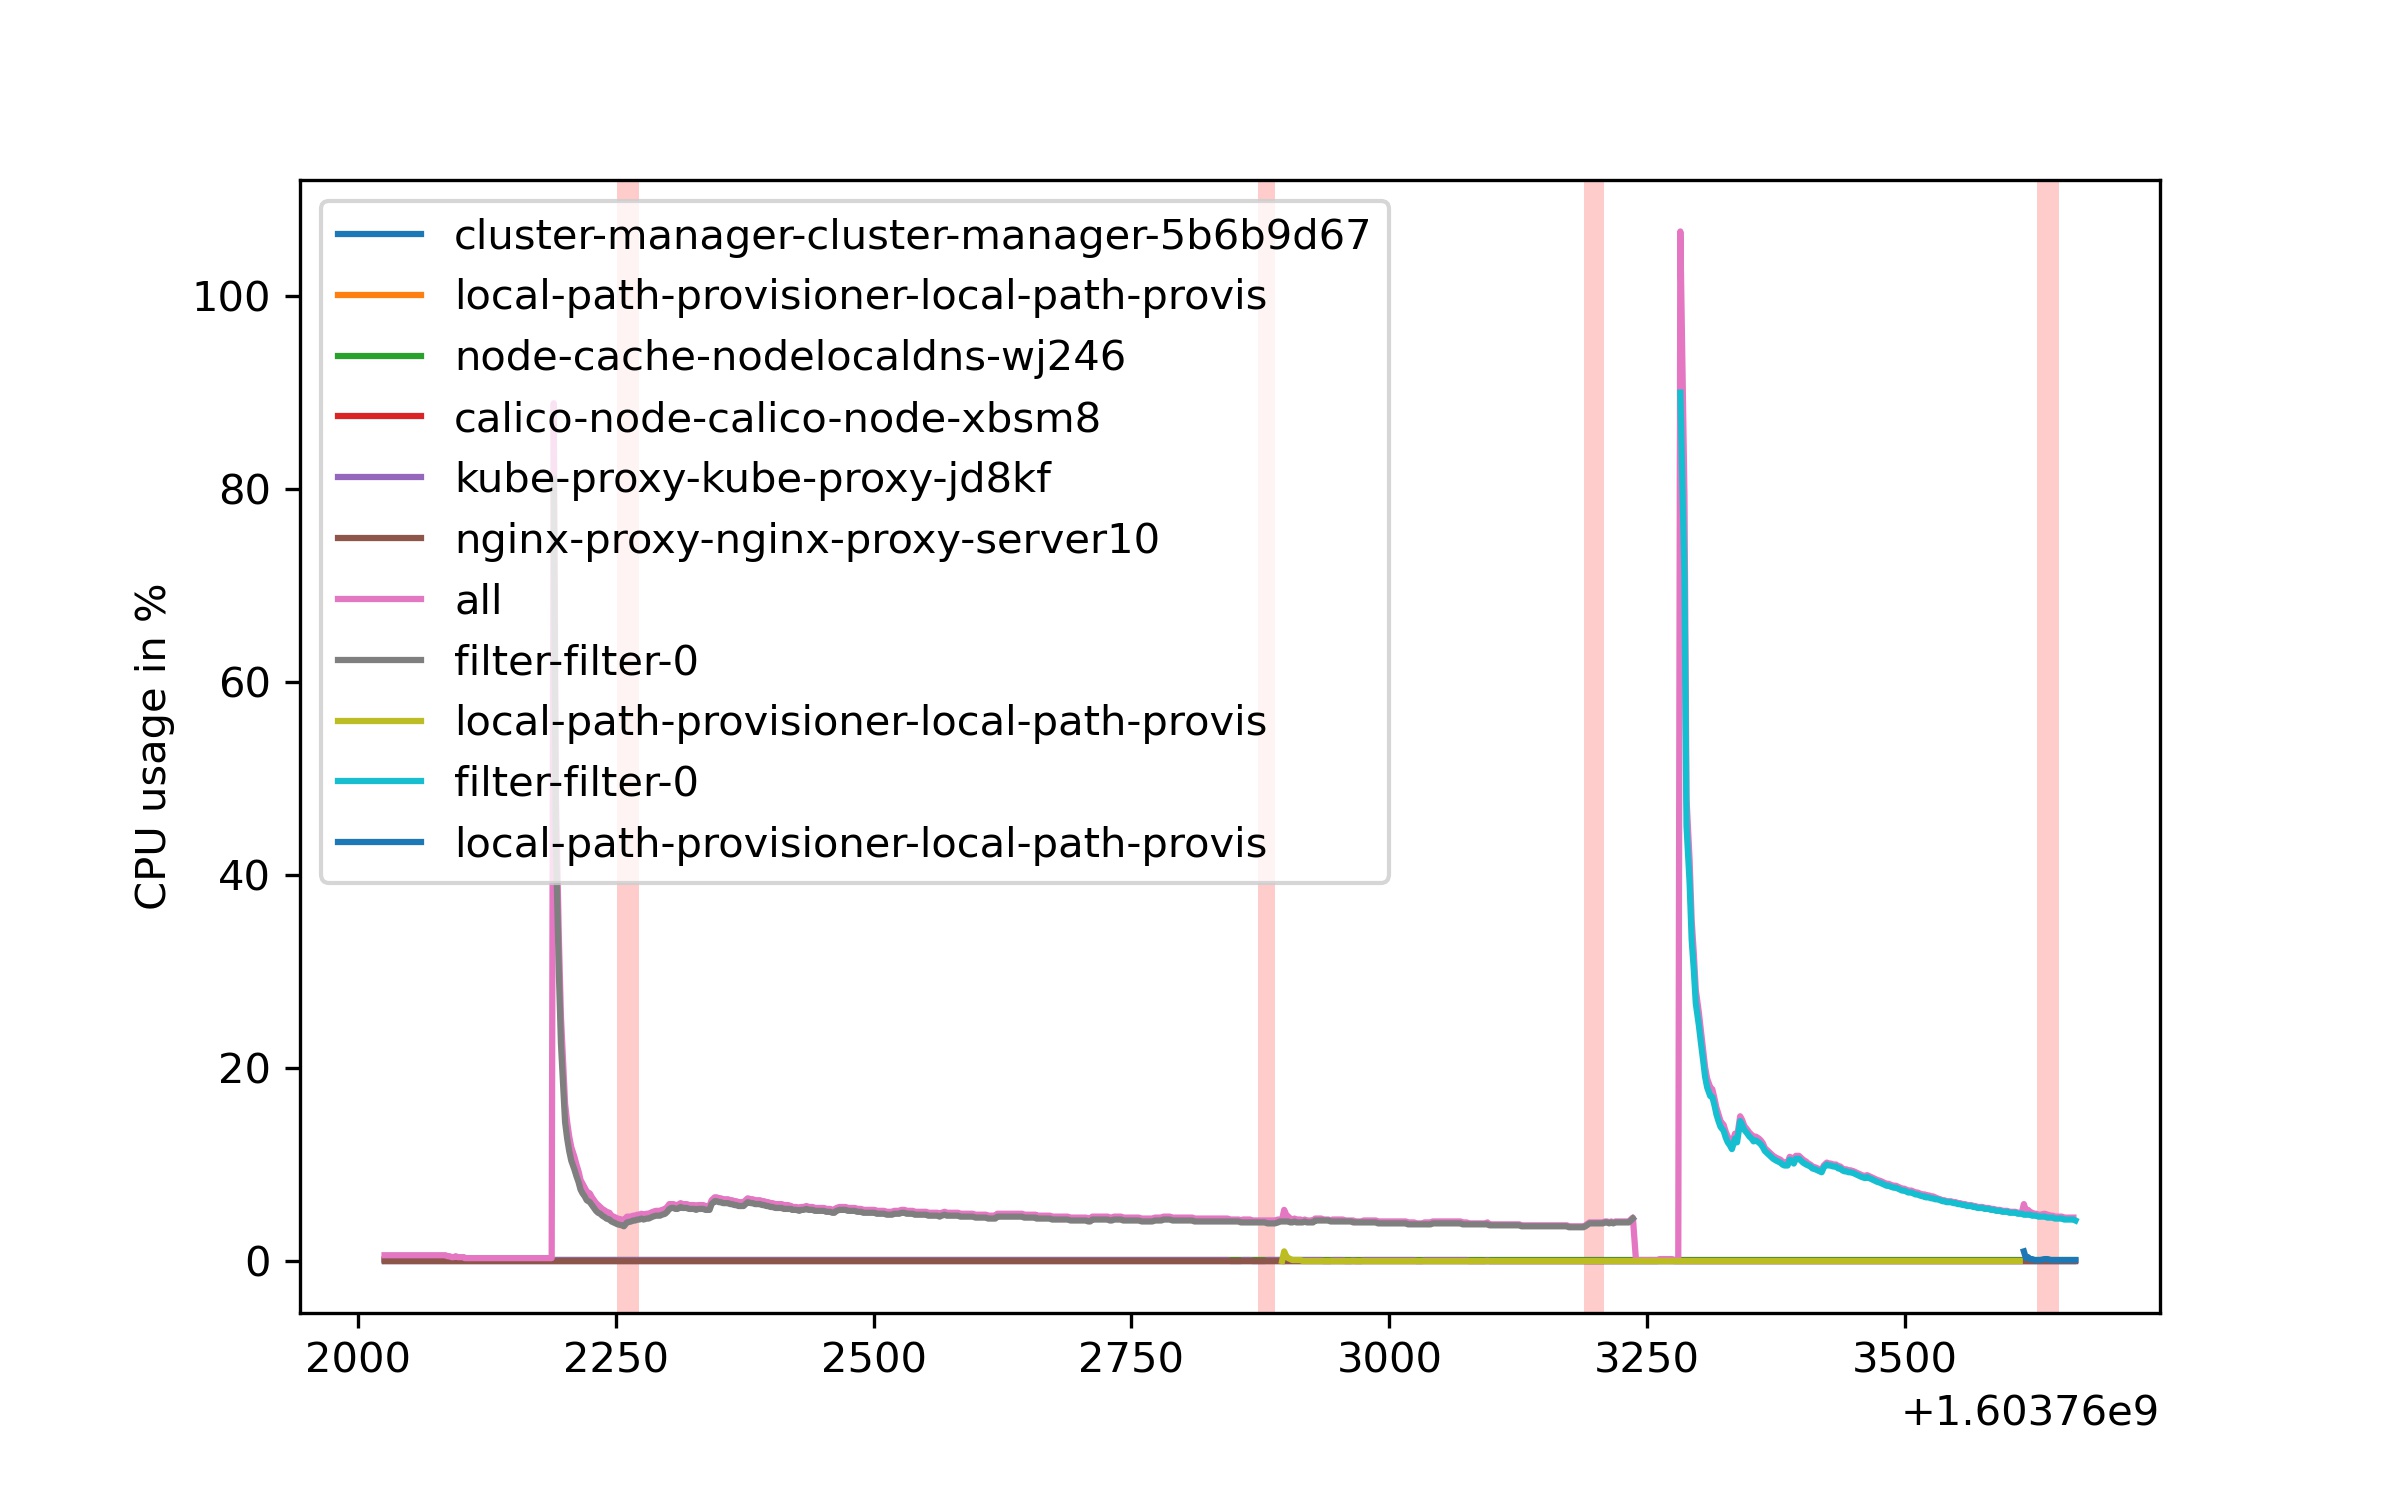 cluster-manager-cluster-manager-5b6b9d67
local-path-provisioner-local-path-provis
node-cache-nodelocaldns-wj246
calico-node-calico-node-xbsm8
kube-proxy-kube-proxy-jd8kf
nginx-proxy-nginx-proxy-server10
all
filter-filter-0
local-path-provisioner-local-path-provis
filter-filter-0
local-path-provisioner-local-path-provis
CPU usage in %
100
80
60
40
20
0
2000 2250 2500 2750 3000 3250 3500
+1.60376e9